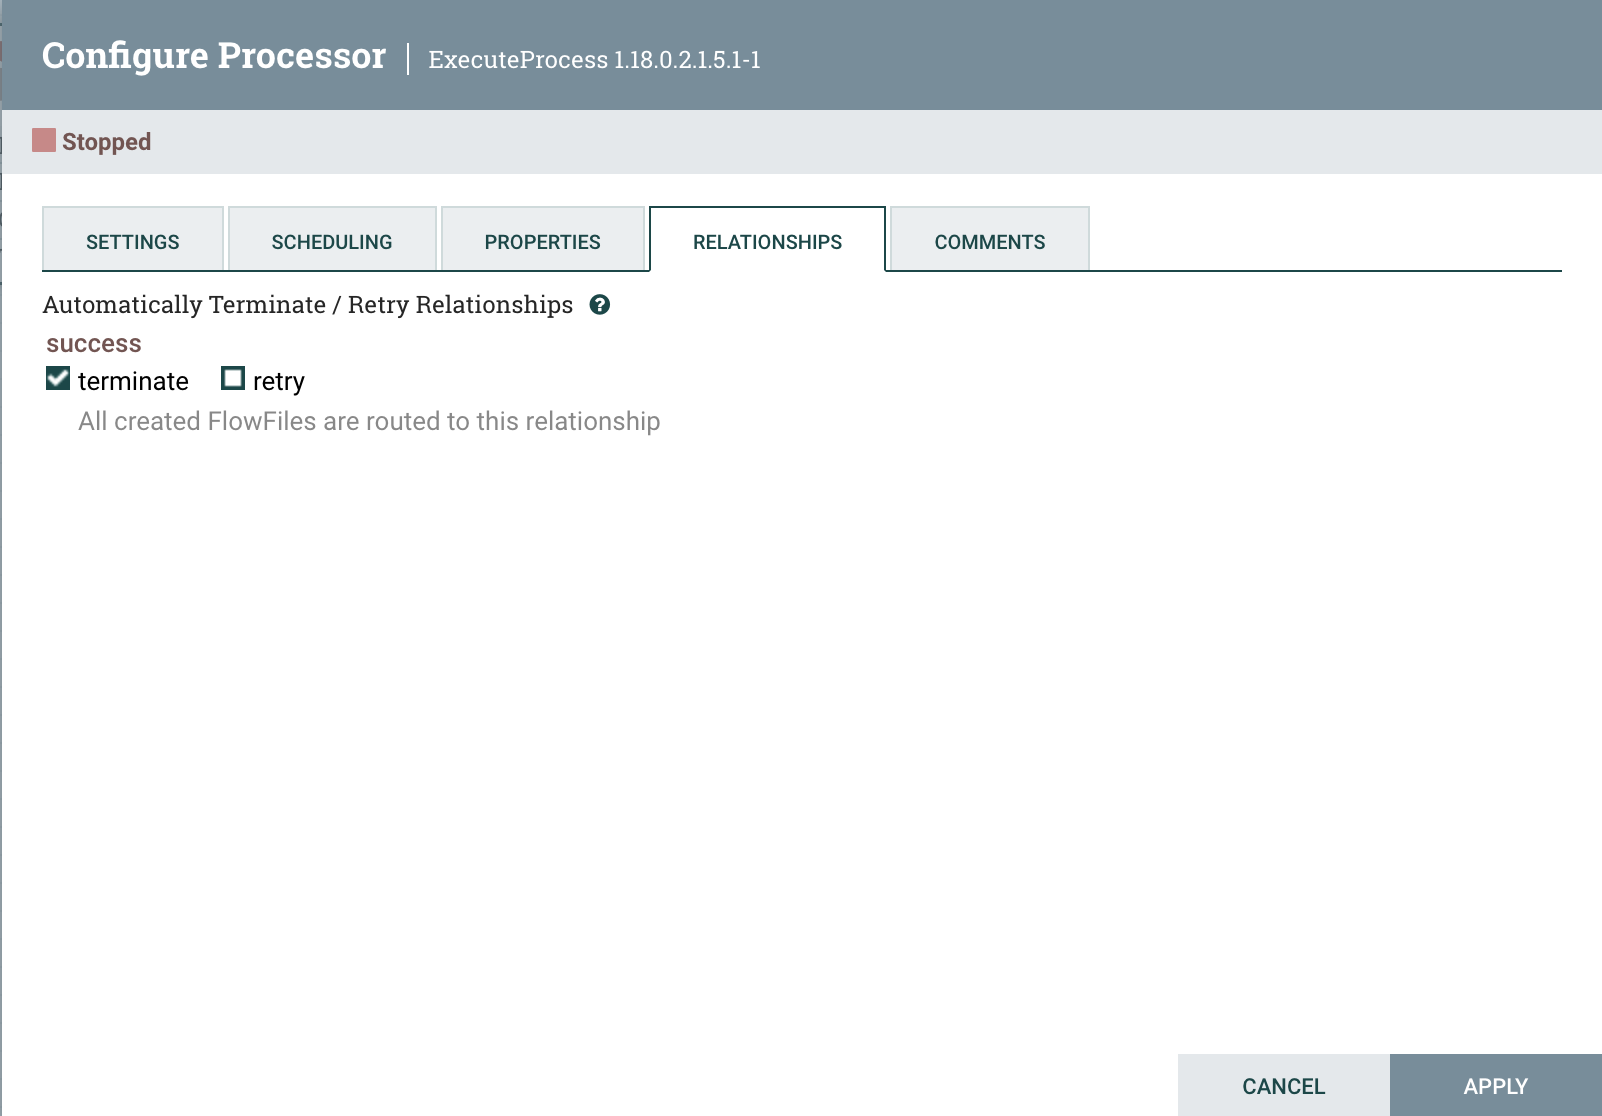 Configure Processor | ExecuteProcess 1.18.0.2.1.5.1-1
Stopped
SETTINGS SCHEDULING PROPERTIES RELATIONSHIPS COMMENTS
Automatically Terminate / Retry Relationships ?
success
terminate retry
All created FlowFiles are routed to this relationship
CANCEL APPLY